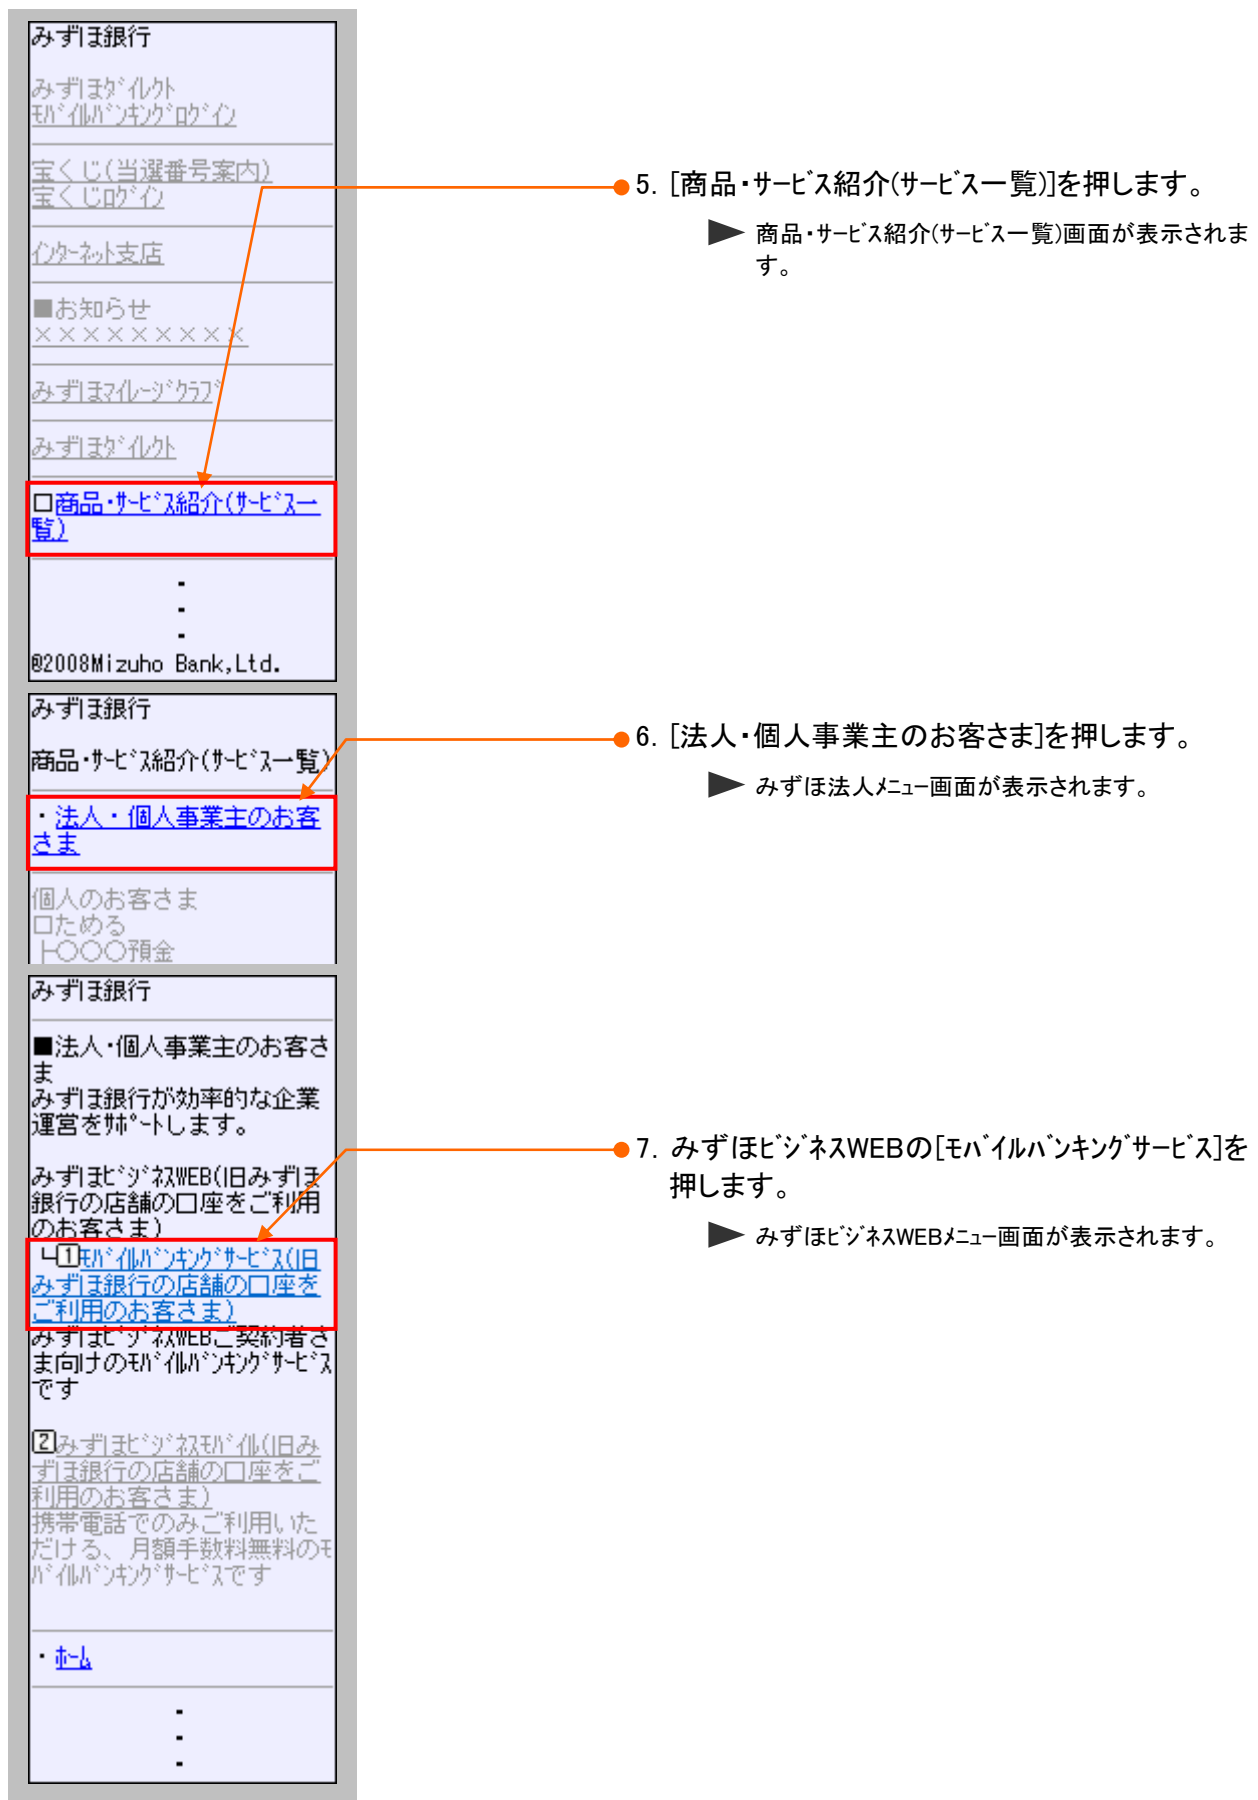 みずほ銀行
みずほﾀﾞｲﾚｸﾄ
ﾓﾊﾞｲﾙﾊﾞﾝｷﾝｸﾞﾛｸﾞｲﾝ
宝くじ(当選番号案内)
宝くじﾛｸﾞｲﾝ
ｲﾝﾀｰﾈｯﾄ支店
■お知らせ
×××××××××
みずほﾏｲﾚｰｼﾞｸﾗﾌﾞ
みずほﾀﾞｲﾚｸﾄ
□商品･ｻｰﾋﾞｽ紹介(ｻｰﾋﾞｽ一
覧)
@2008Mizuho Bank,Ltd.
5. [商品･ｻｰﾋﾞｽ紹介(ｻｰﾋﾞｽ一覧)]を押します。
▶ 商品･ｻｰﾋﾞｽ紹介(ｻｰﾋﾞｽ一覧)画面が表示されま
す。
みずほ銀行
商品･ｻｰﾋﾞｽ紹介(ｻｰﾋﾞｽ一覧)
・法人・個人事業主のお客
さま
個人のお客さま
□ためる
├○○○預金
6. [法人・個人事業主のお客さま]を押します。
▶ みずほ法人ﾒﾆｭｰ画面が表示されます。
みずほ銀行
■法人･個人事業主のお客さ
ま
みずほ銀行が効率的な企業
運営をｻﾎﾟｰﾄします。
みずほﾋﾞｼﾞﾈｽWEB(旧みずほ
銀行の店舗の口座をご利用
のお客さま)
└1ﾓﾊﾞｲﾙﾊﾞﾝｷﾝｸﾞｻｰﾋﾞｽ(旧
みずほ銀行の店舗の口座を
ご利用のお客さま)
みずほﾋﾞｼﾞﾈｽWEBご契約者さ
ま向けのﾓﾊﾞｲﾙﾊﾞﾝｷﾝｸﾞｻｰﾋﾞｽ
です
2みずほﾋﾞｼﾞﾈｽﾓﾊﾞｲﾙ(旧み
ずほ銀行の店舗の口座をご
利用のお客さま)
携帯電話でのみご利用いた
だける、月額手数料無料のﾓ
ﾊﾞｲﾙﾊﾞﾝｷﾝｸﾞｻｰﾋﾞｽです
・ﾎｰﾑ
7. みずほﾋﾞｼﾞﾈｽWEBの[ﾓﾊﾞｲﾙﾊﾞﾝｷﾝｸﾞｻｰﾋﾞｽ]を
押します。
▶ みずほﾋﾞｼﾞﾈｽWEBﾒﾆｭｰ画面が表示されます。